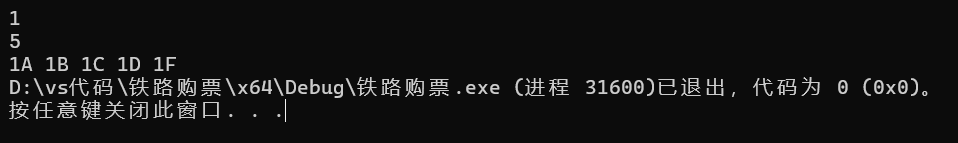 1
5
1A 1B 1C 1D 1F
D:\vs代码\铁路购票\x64\Debug\铁路购票.exe (进程 31600)已退出，代码为 0 (0x0)。
按任意键关闭此窗口. . .